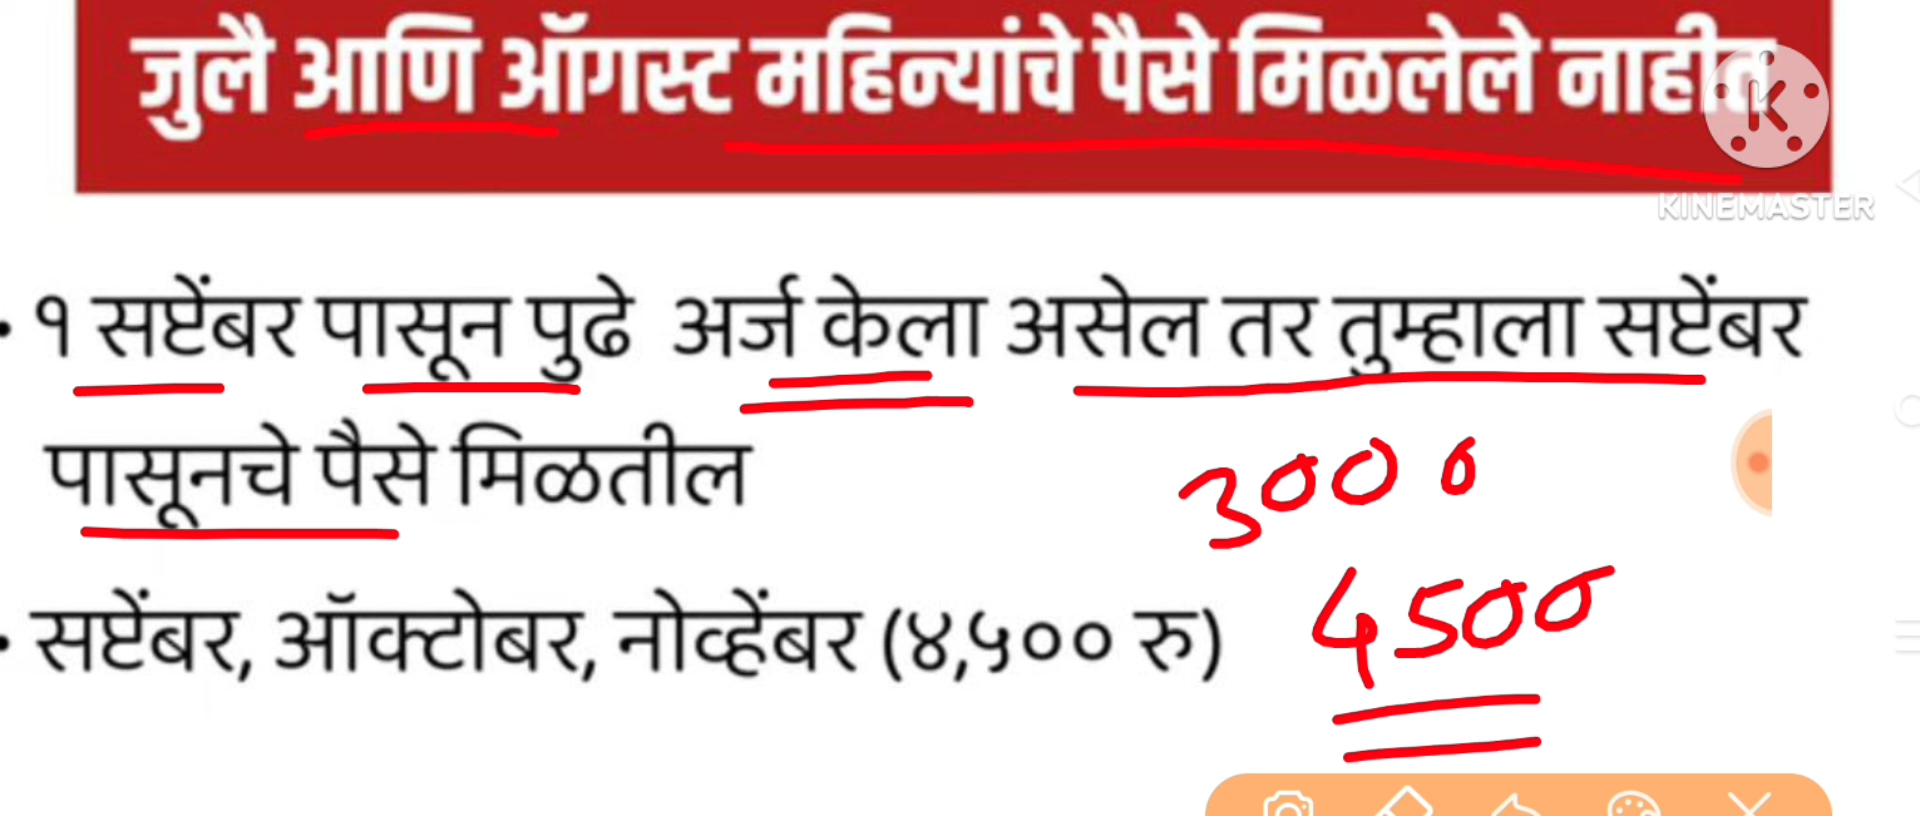 जुलै आणि ऑगस्ट महिन्यांचे पैसे मिळालेले नाहीत
KINEMASTER
• १ सप्टेंबर पासून पुढे अर्ज केला असेल तर तुम्हाला सप्टेंबर
पासूनचे पैसे मिळतील
3000
• सप्टेंबर, ऑक्टोबर, नोव्हेंबर (४,५०० रु)
4500